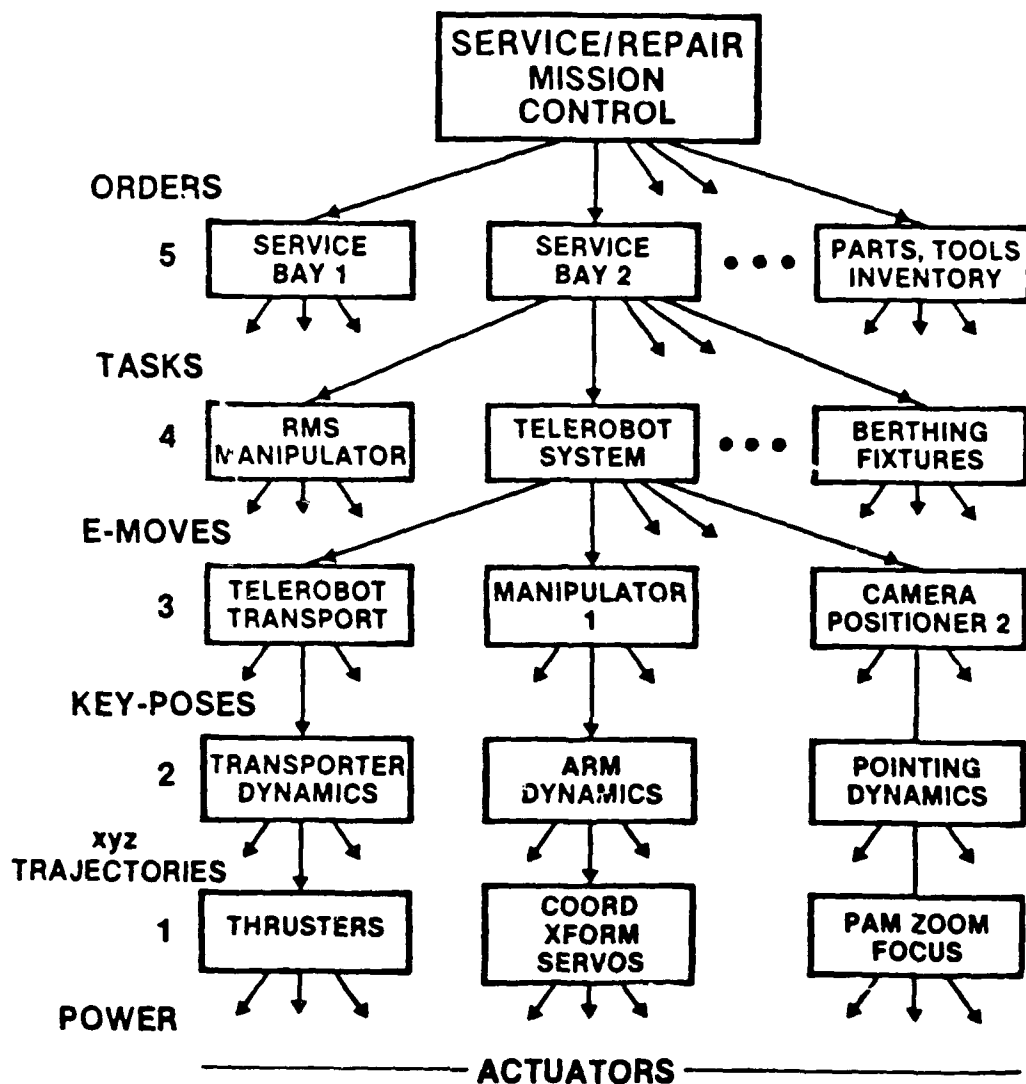 SERVICE/REPAIR
MISSION
CONTROL
ORDERS
5
SERVICE
BAY 1
SERVICE
BAY 2
PARTS, TOOLS
INVENTORY
TASKS
4
RMS
MANIPULATOR
TELEROBOT
SYSTEM
BERTHING
FIXTURES
E-MOVES
3
TELEROBOT
TRANSPORT
MANIPULATOR
1
CAMERA
POSITIONER 2
KEY-POSES
2
TRANSPORTER
DYNAMICS
ARM
DYNAMICS
POINTING
DYNAMICS
xyz
TRAJECTORIES
1
THRUSTERS
COORD
XFORM
SERVOS
PAM ZOOM
FOCUS
POWER
ACTUATORS